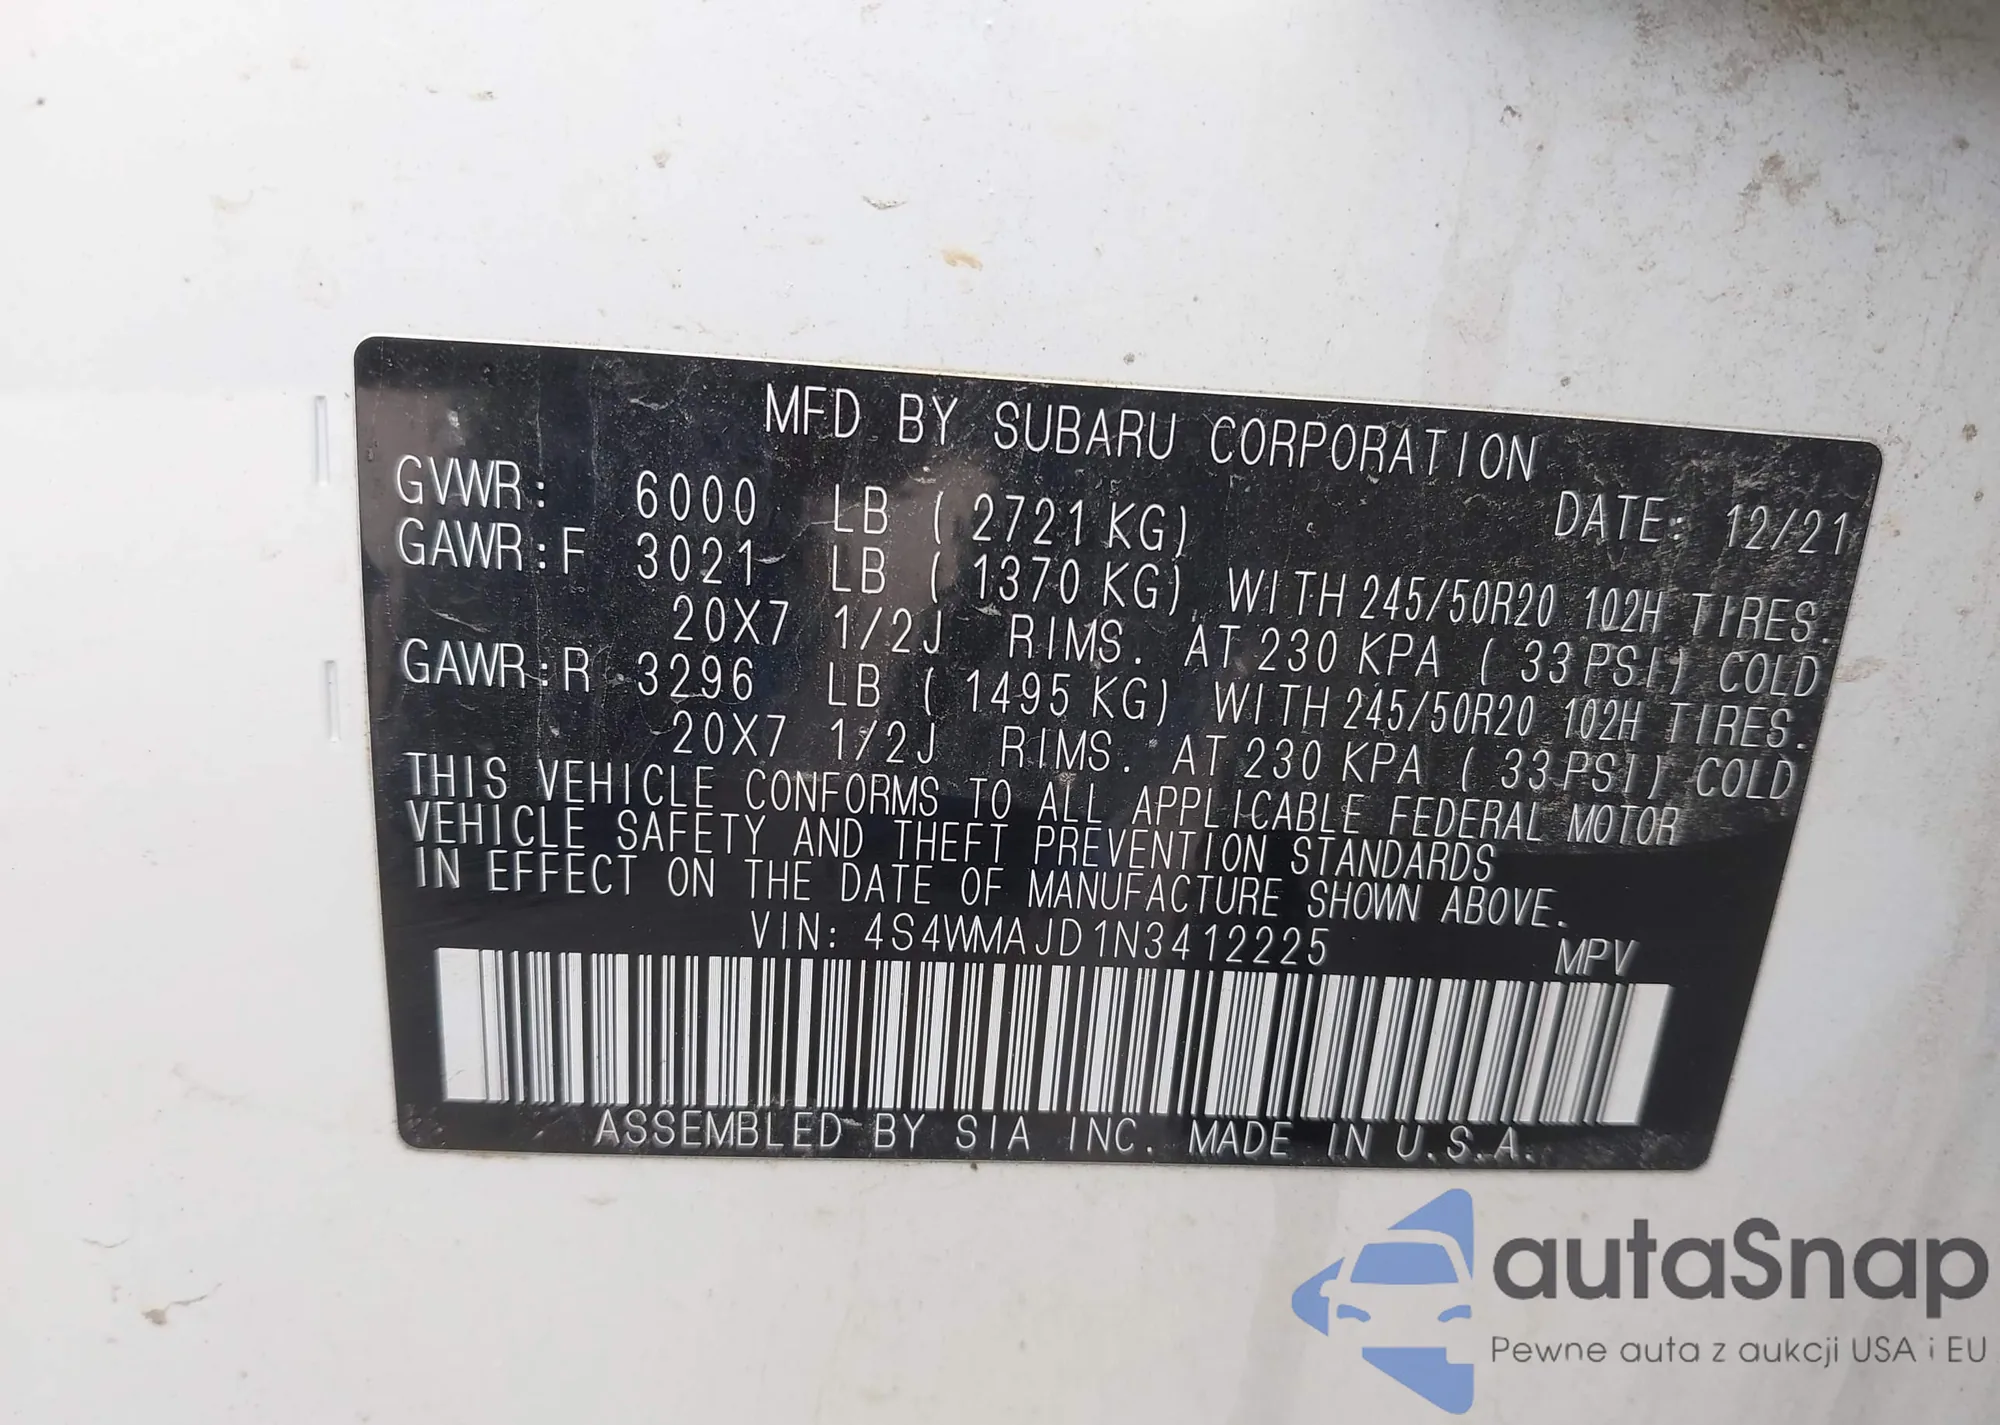 MFD BY SUBARU CORPORATION
GVWR: 6000 LB ( 2721 KG) DATE: 12/21
GAWR:F 3021 LB ( 1370 KG) WITH 245/50R20 102H TIRES.
20X7 1/2J RIMS. AT 230 KPA ( 33 PSI) COLD
GAWR:R 3296 LB ( 1495 KG) WITH 245/50R20 102H TIRES.
20X7 1/2J RIMS. AT 230 KPA ( 33 PSI) COLD
THIS VEHICLE CONFORMS TO ALL APPLICABLE FEDERAL MOTOR
VEHICLE SAFETY AND THEFT PREVENTION STANDARDS
IN EFFECT ON THE DATE OF MANUFACTURE SHOWN ABOVE.
VIN: 4S4WMAJD1N3412225 MPV
ASSEMBLED BY SIA INC. MADE IN U.S.A.
autaSnap
Pewne auta z aukcji USA i EU